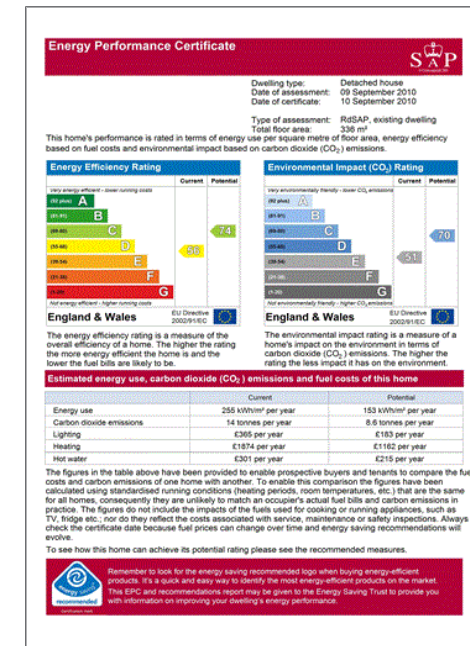 Energy Performance Certificate
SAP
Dwelling type: Detached house
Date of assessment: 09 September 2010
Date of certificate: 10 September 2010
Type of assessment: RdSAP, existing dwelling
Total floor area: 336 m²
This home's performance is rated in terms of energy use per square metre of floor area, energy efficiency
based on fuel costs and environmental impact based on carbon dioxide (CO₂) emissions.
Energy Efficiency Rating
Current Potential
Very energy efficient - lower running costs
(92 plus) A
(81-91) B
(69-80) C
(55-68) D
(39-54) E
(21-38) F
(1-20) G
74
Not energy efficient - higher running costs
England & Wales
EU Directive
2002/91/EC
The energy efficiency rating is a measure of the
overall efficiency of a home. The higher the rating
the more energy efficient the home is and the
lower the fuel bills are likely to be.
Environmental Impact (CO₂) Rating
Current Potential
Very environmentally friendly - lower CO₂ emissions
(92 plus) A
(81-91) B
(69-80) C
(55-68) D
(39-54) E
(21-38) F
(1-20) G
51
70
Not environmentally friendly - higher CO₂ emissions
England & Wales
EU Directive
2002/91/EC
The environmental impact rating is a measure of a
home's impact on the environment in terms of
carbon dioxide (CO₂) emissions. The higher the
rating the less impact it has on the environment.
Estimated energy use, carbon dioxide (CO₂) emissions and fuel costs of this home
Current Potential
Energy use 255 kWh/m² per year 153 kWh/m² per year
Carbon dioxide emissions 14 tonnes per year 8.6 tonnes per year
Lighting £365 per year £183 per year
Heating £1874 per year £1162 per year
Hot water £301 per year £215 per year
The figures in the table above have been provided to enable prospective buyers and tenants to compare the fue
costs and carbon emissions of one home with another. To enable this comparison the figures have been
calculated using standardised running conditions (heating periods, room temperatures, etc.) that are the same
for all homes, consequently they are unlikely to match an occupier's actual fuel bills and carbon emissions in
practice. The figures do not include the impacts of the fuels used for cooking or running appliances, such as
TV, fridge etc.; nor do they reflect the costs associated with service, maintenance or safety inspections. Always
check the certificate date because fuel prices can change over time and energy saving recommendations will
evolve.
To see how this home can achieve its potential rating please see the recommended measures.
energy saving
recommended
Certification mark
Remember to look for the energy saving recommended logo when buying energy-efficient
products. It's a quick and easy way to identify the most energy-efficient products on the market.
This EPC and recommendations report may be given to the Energy Saving Trust to provide you
with information on improving your dwelling's energy performance.